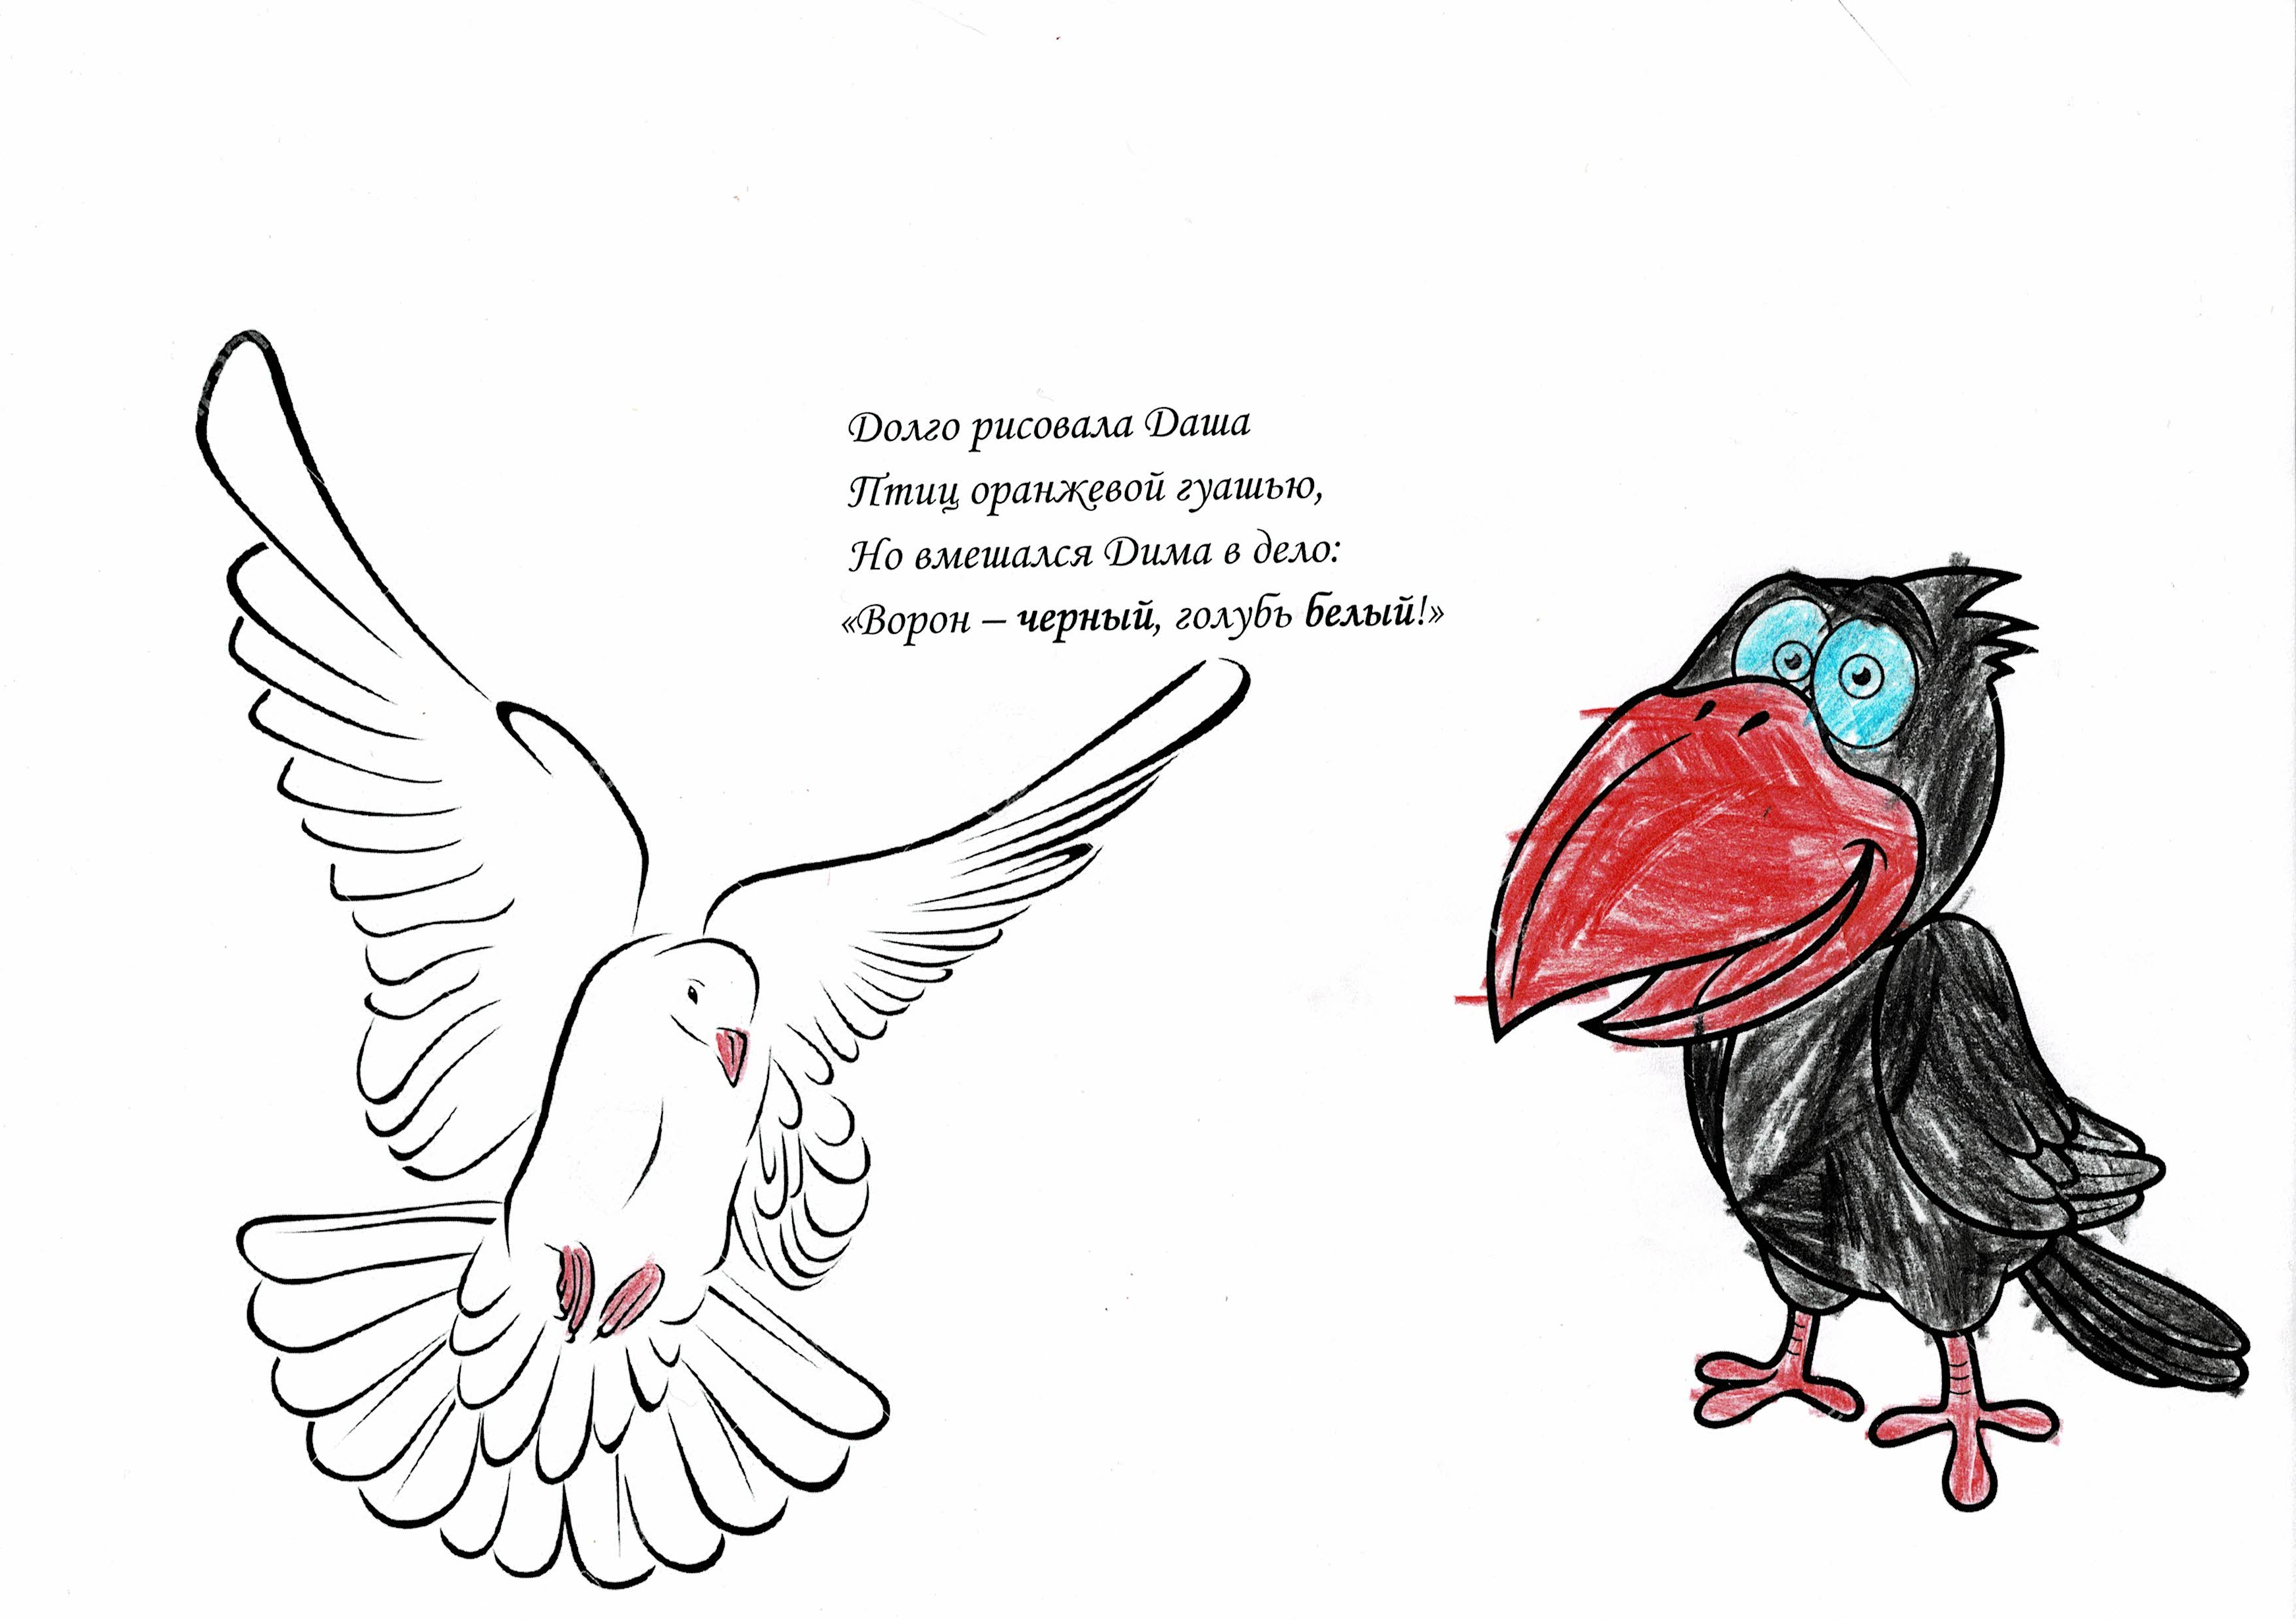 Долго рисовала Даша
Птиц оранжевой гуашью,
Но вмешался Дима в дело:
«Ворон – черный, голубь белый!»